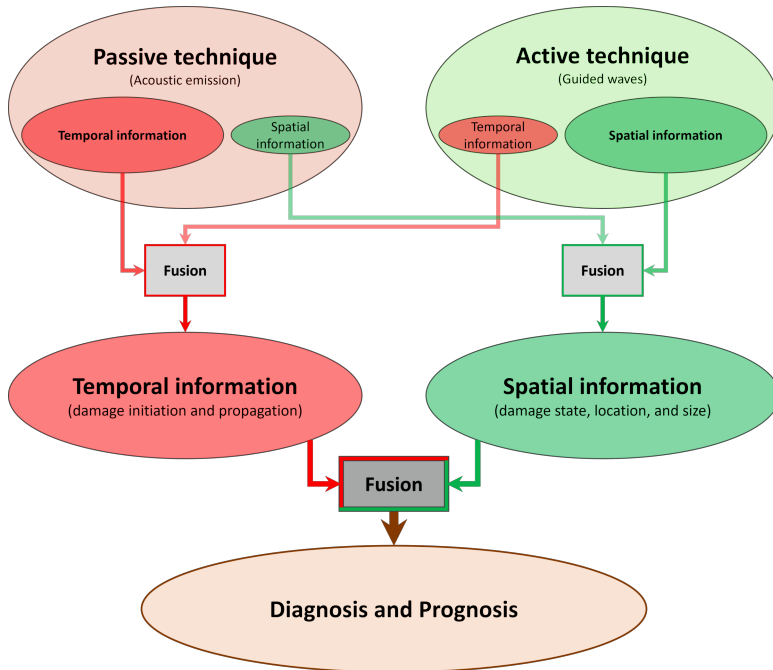 Passive technique
(Acoustic emission)
Temporal information
Spatial
information
Active technique
(Guided waves)
Temporal
information
Spatial information
Fusion
Fusion
Temporal information
(damage initiation and propagation)
Spatial information
(damage state, location, and size)
Fusion
Diagnosis and Prognosis